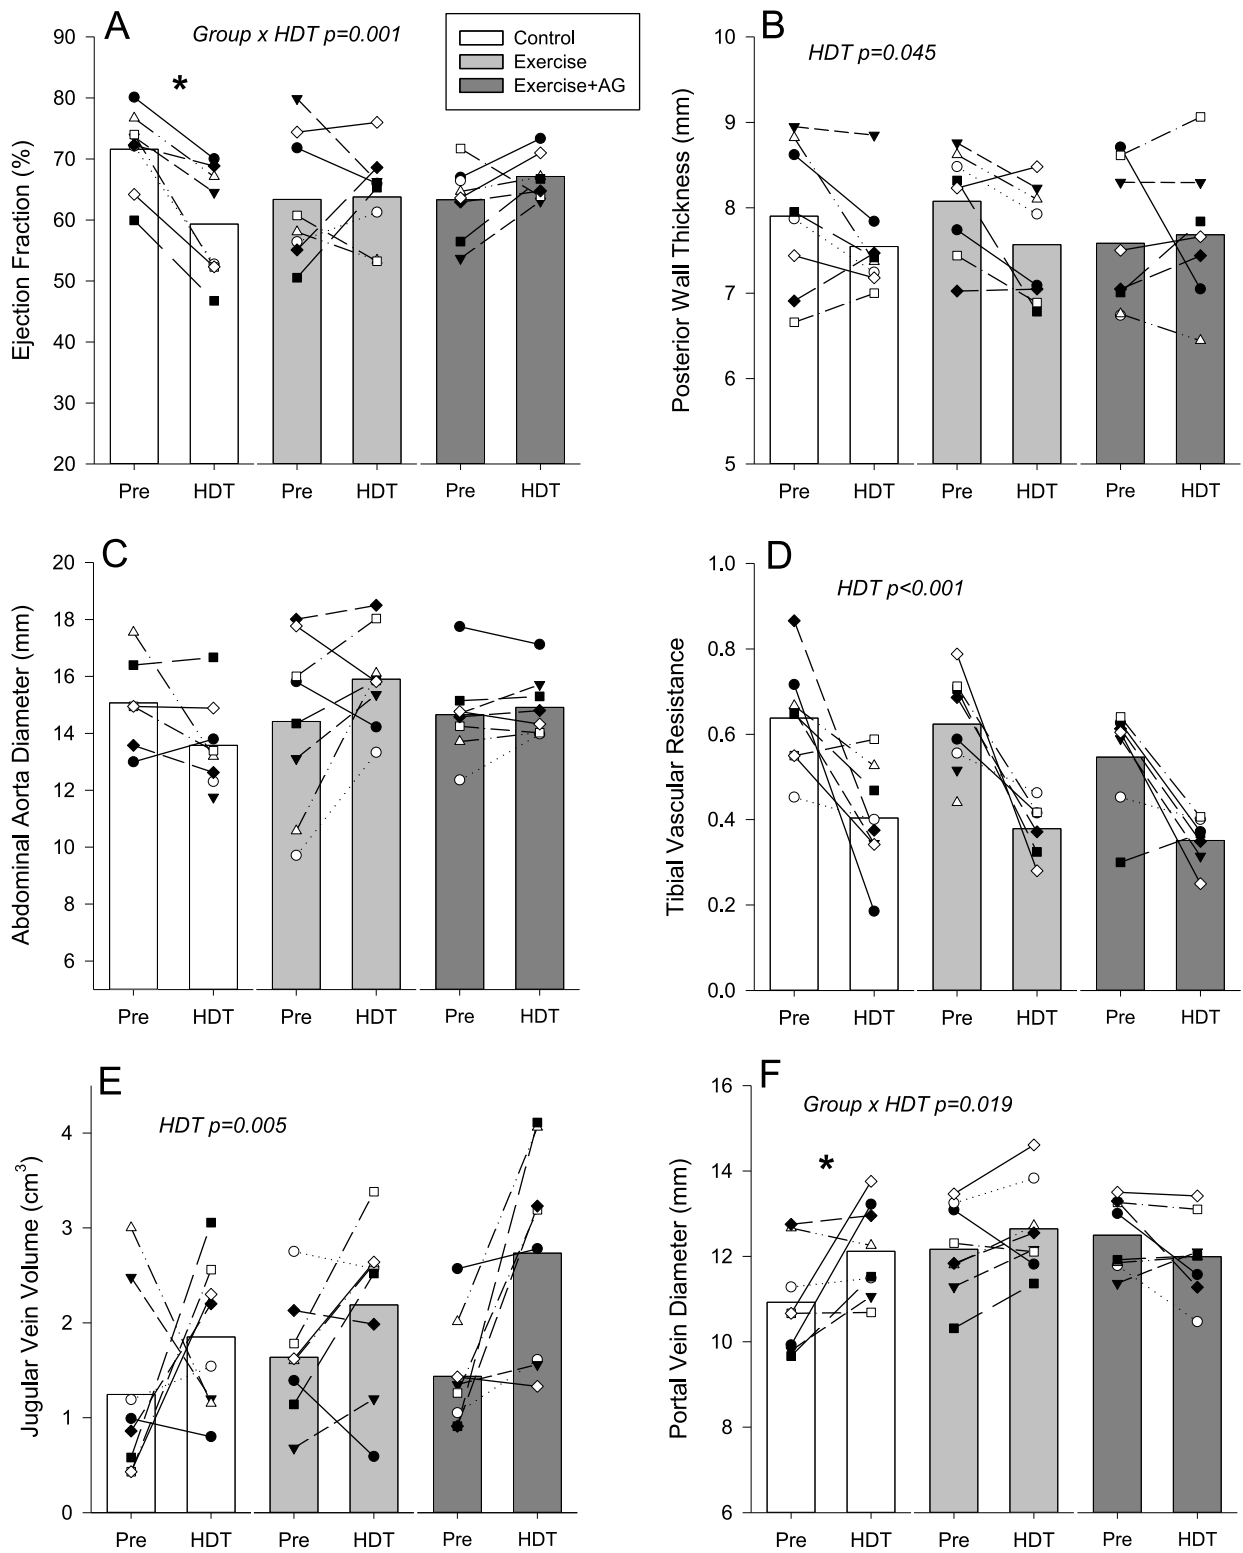 A
Group x HDT p=0.001
Control
Exercise
Exercise+AG
*
Ejection Fraction (%)
90
80
70
60
50
40
30
20
Pre HDT Pre HDT Pre HDT
B
HDT p=0.045
Posterior Wall Thickness (mm)
10
9
8
7
6
5
Pre HDT Pre HDT Pre HDT
C
Abdominal Aorta Diameter (mm)
20
18
16
14
12
10
8
6
Pre HDT Pre HDT Pre HDT
D
HDT p<0.001
Tibial Vascular Resistance
1.0
0.8
0.6
0.4
0.2
0.0
Pre HDT Pre HDT Pre HDT
E
HDT p=0.005
Jugular Vein Volume (cm³)
4
3
2
1
0
Pre HDT Pre HDT Pre HDT
F
Group x HDT p=0.019
*
Portal Vein Diameter (mm)
16
14
12
10
8
6
Pre HDT Pre HDT Pre HDT